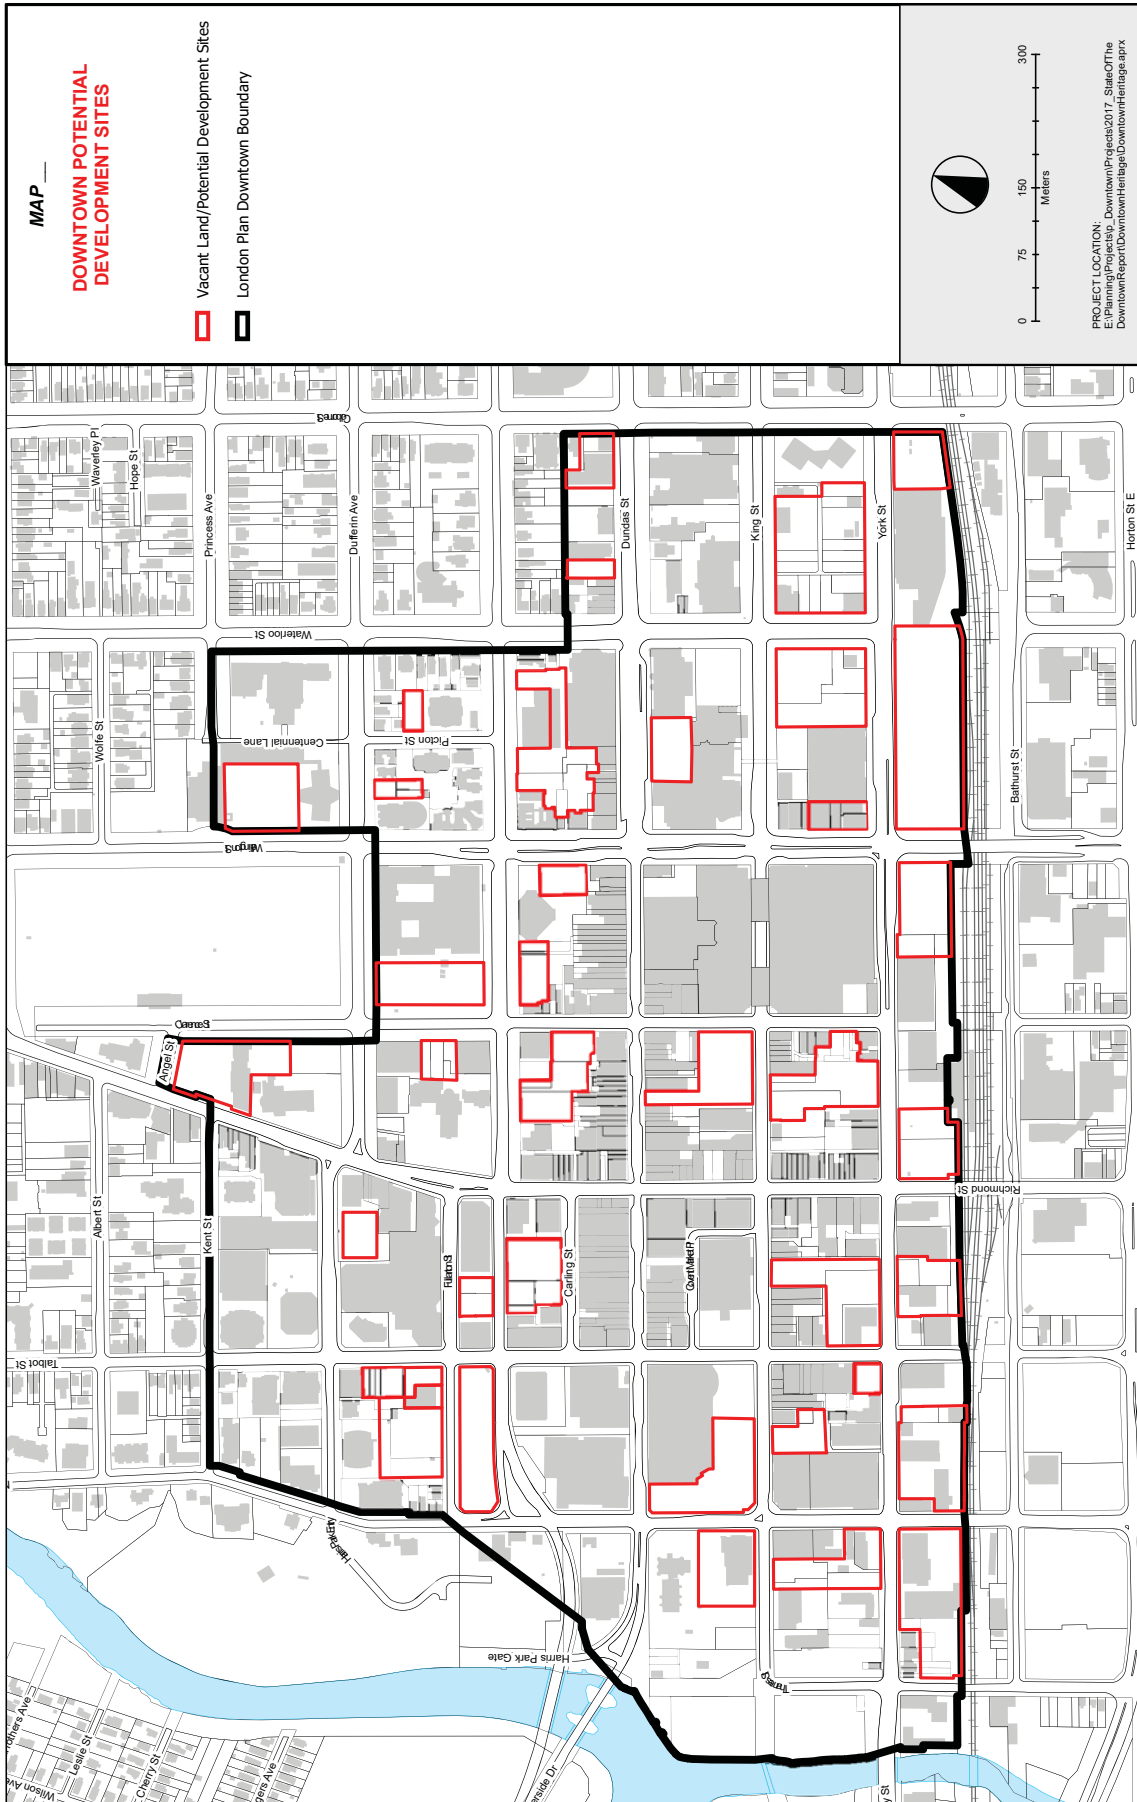 MAP __
DOWNTOWN POTENTIAL
DEVELOPMENT SITES
Vacant Land/Potential Development Sites
London Plan Downtown Boundary
0 75 150 300
Meters
PROJECT LOCATION:
E:\Planning\Projects\p_Downtown\Projects\2017_StateOfThe
DowntownReport\DowntownHeritage\DowntownHeritage.aprx
Waverley Pl
Hope St
Princess Ave
Dufferin Ave
Dundas St
King St
York St
Horton St E
Waterloo St
Wolfe St
Centennial Lane
Picton St
Bathurst St
Angel St
Albert St
Kent St
Carling St
Richmond St
Talbot St
Harris Park Gate
Leslie St
Cherry St
Wilson Ave